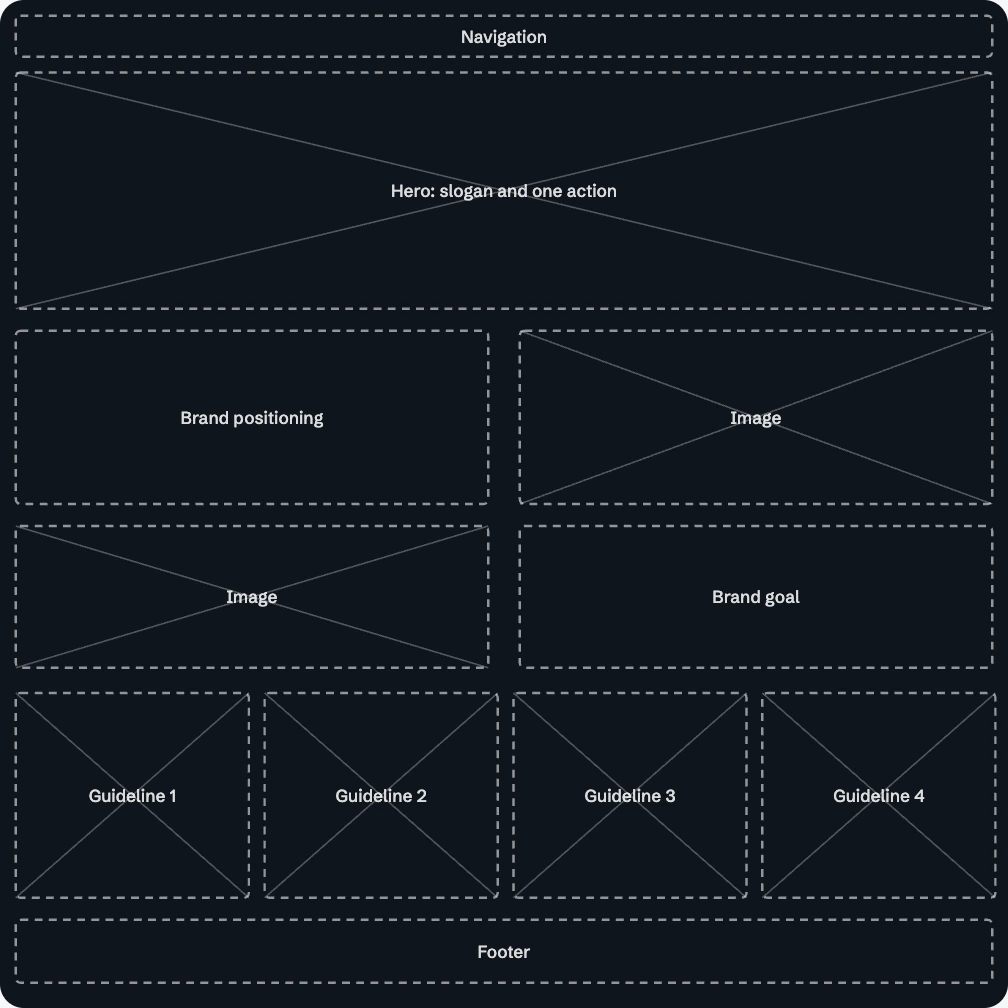 Navigation
Hero: slogan and one action
Brand positioning
Image
Image
Brand goal
Guideline 1
Guideline 2
Guideline 3
Guideline 4
Footer